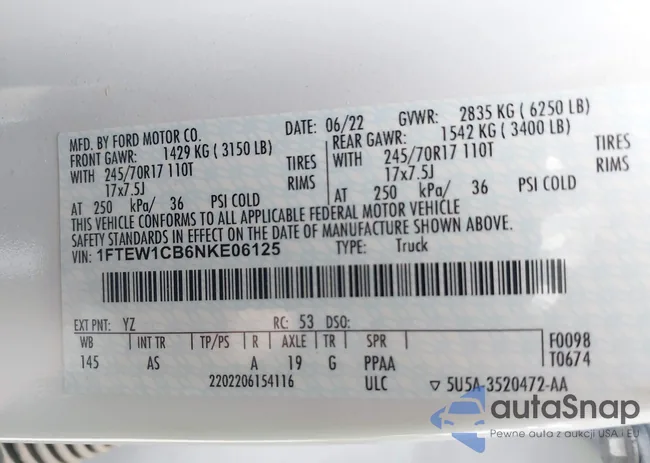 MFD. BY FORD MOTOR CO.
DATE: 06/22 GVWR: 2835 KG ( 6250 LB)
FRONT GAWR: 1429 KG ( 3150 LB) REAR GAWR: 1542 KG ( 3400 LB)
WITH 245/70R17 110T TIRES WITH 245/70R17 110T TIRES
17x7.5J RIMS 17x7.5J RIMS
AT 250 kPa/ 36 PSI COLD AT 250 kPa/ 36 PSI COLD
THIS VEHICLE CONFORMS TO ALL APPLICABLE FEDERAL MOTOR VEHICLE
SAFETY STANDARDS IN EFFECT ON THE DATE OF MANUFACTURE SHOWN ABOVE.
VIN: 1FTEW1CB6NKE06125 TYPE: Truck
EXT PNT: YZ RC: 53 DSO:
WB INT TR TP/PS R AXLE TR SPR F0098
145 AS A 19 G PPAA T0674
2202206154116 ULC ▽ 5U5A-3520472-AA
autaSnap
Pewne auta z aukcji USA i EU